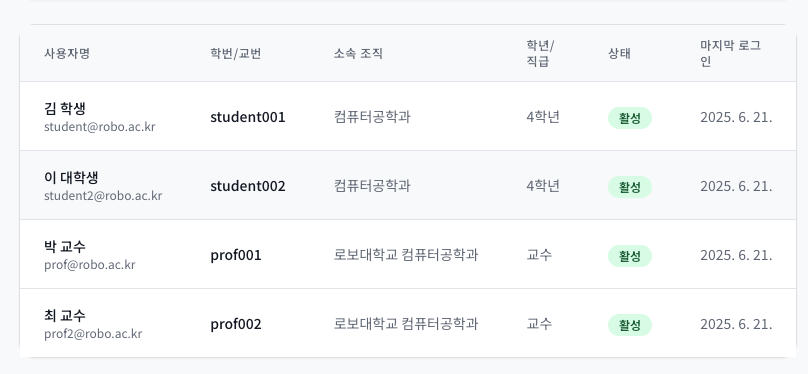 사용자명 학번/교번 소속 조직 학년/ 상태 마지막 로그
직급 인
김 학생
student@robo.ac.kr
student001 컴퓨터공학과 4학년 활성 2025. 6. 21.
이 대학생
student2@robo.ac.kr
student002 컴퓨터공학과 4학년 활성 2025. 6. 21.
박 교수
prof@robo.ac.kr
prof001 로보대학교 컴퓨터공학과 교수 활성 2025. 6. 21.
최 교수
prof2@robo.ac.kr
prof002 로보대학교 컴퓨터공학과 교수 활성 2025. 6. 21.